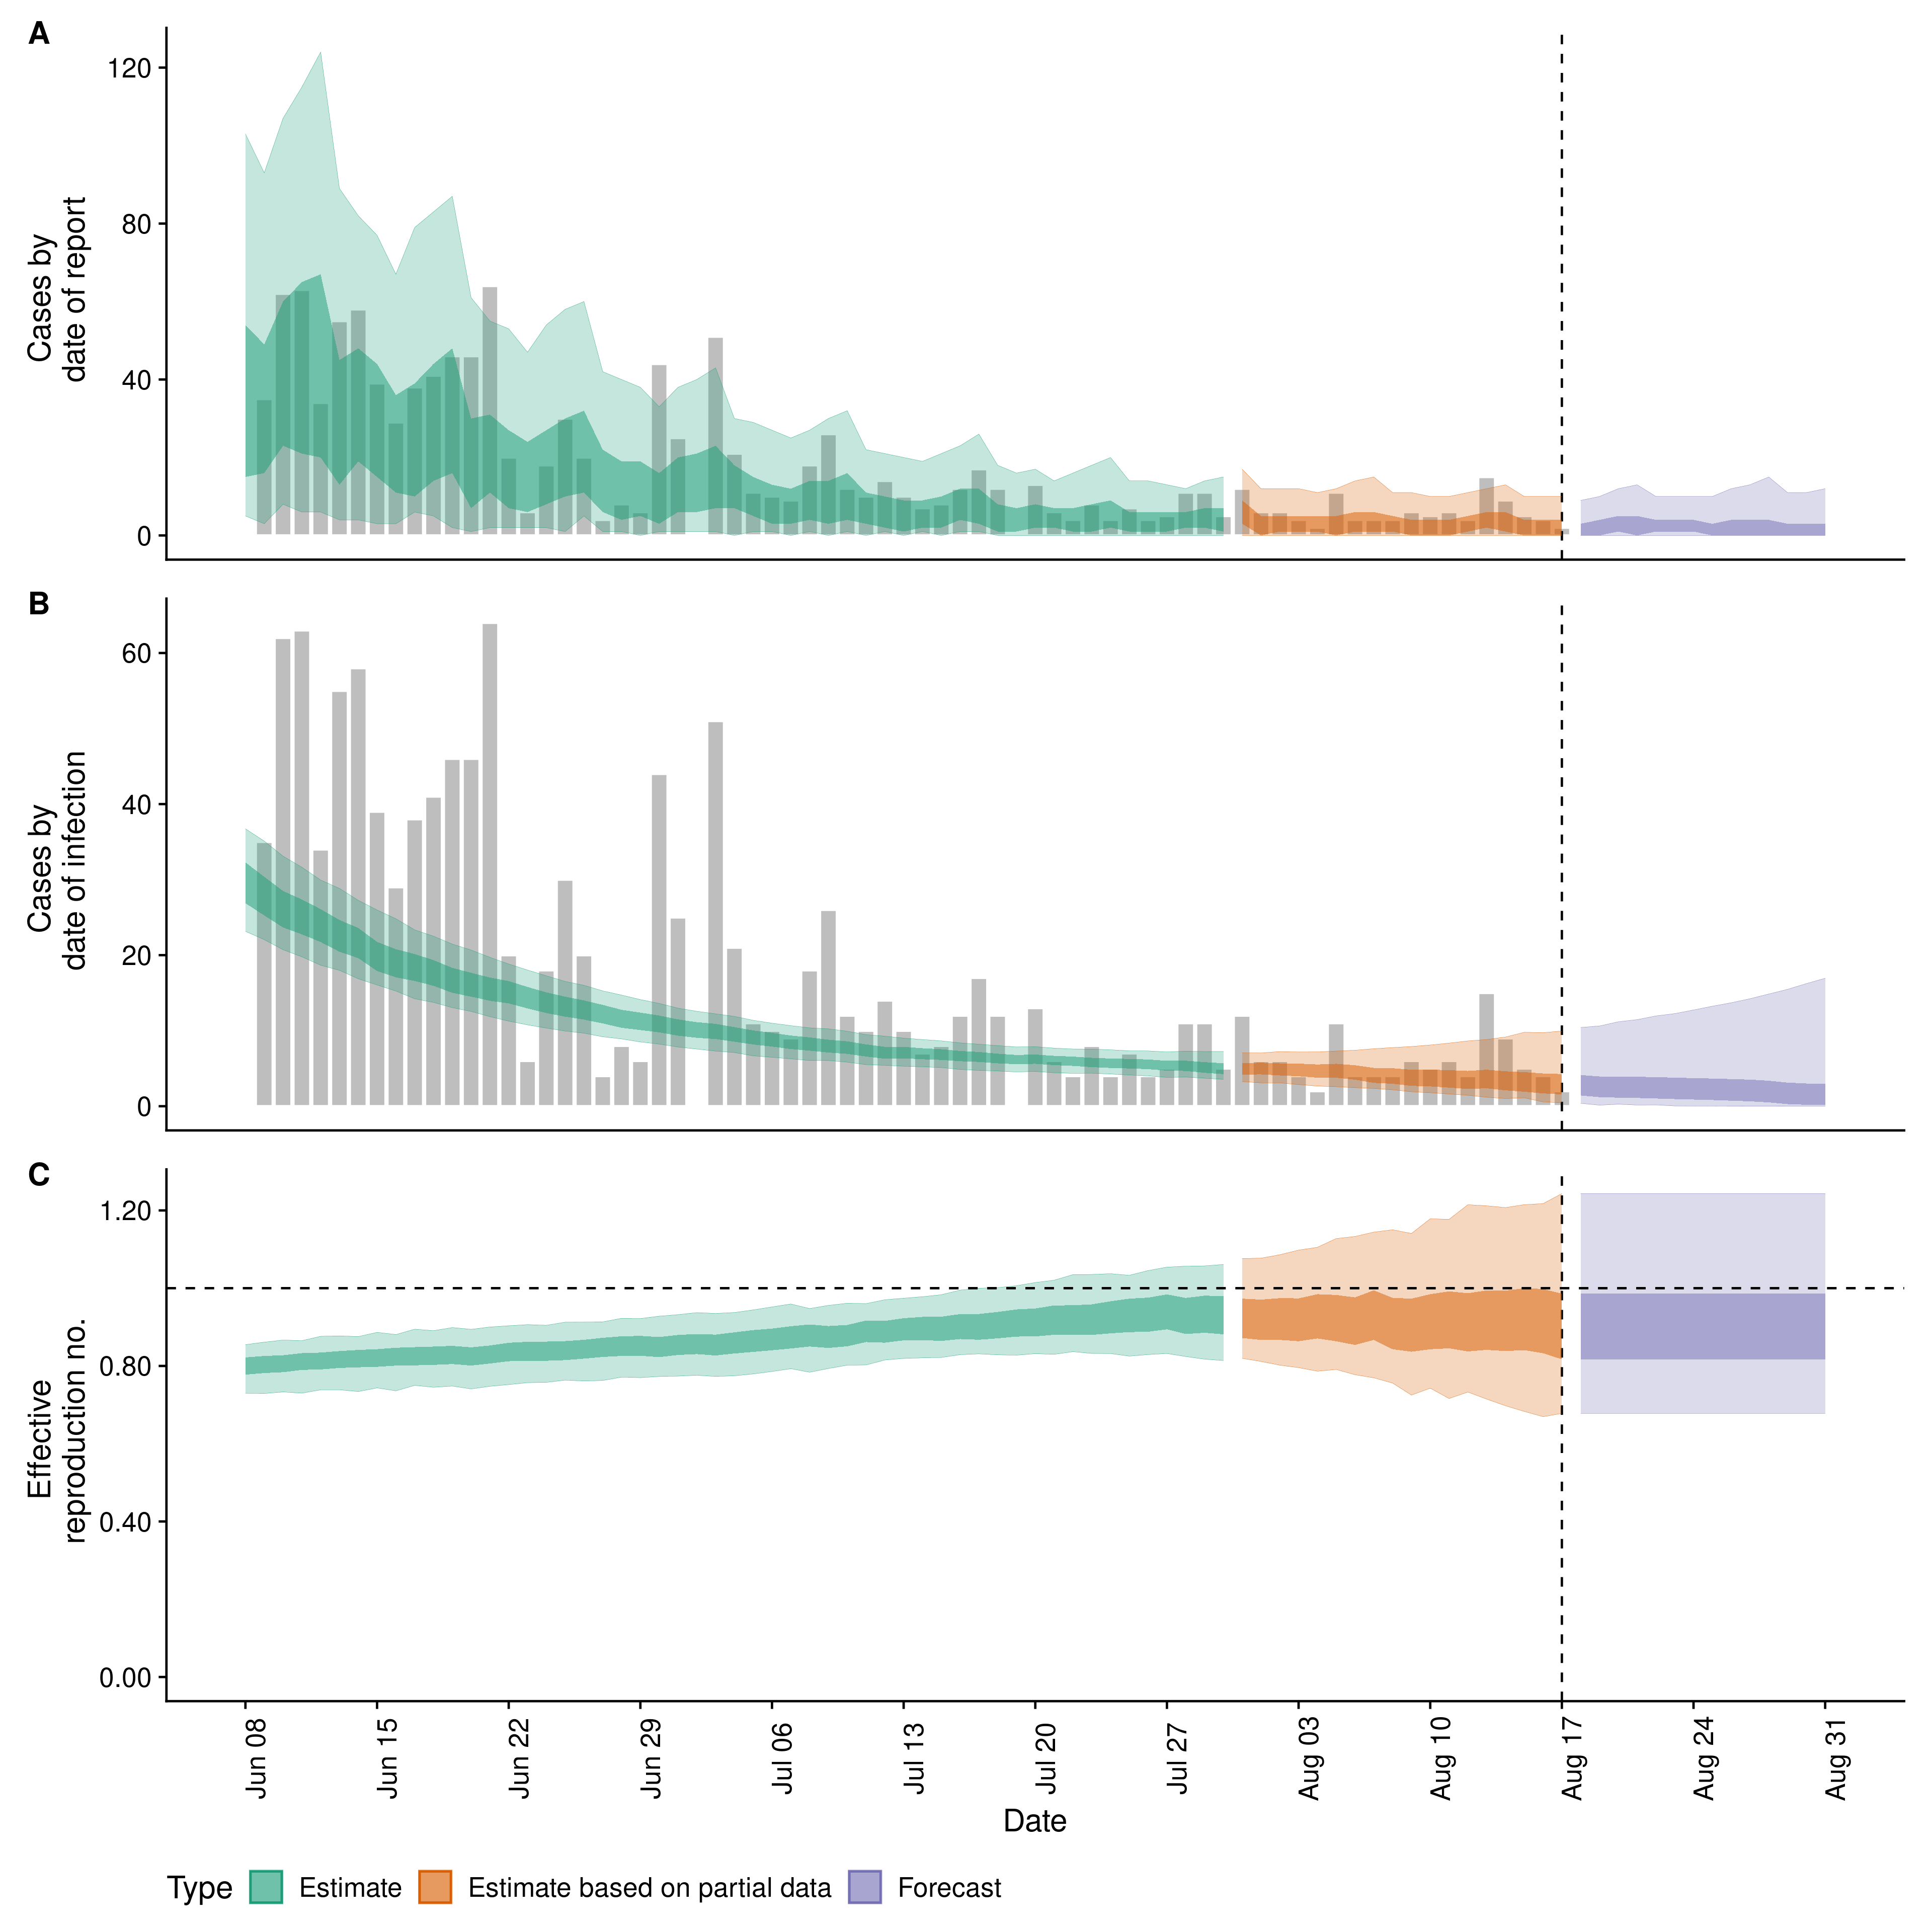 A
120
80
40
0
Cases by
date of report
B
60
40
20
0
Cases by
date of infection
C
1.20
0.80
0.40
0.00
Effective
reproduction no.
Jun 08
Jun 15
Jun 22
Jun 29
Jul 06
Jul 13
Jul 20
Jul 27
Aug 03
Aug 10
Aug 17
Aug 24
Aug 31
Date
Type Estimate Estimate based on partial data Forecast